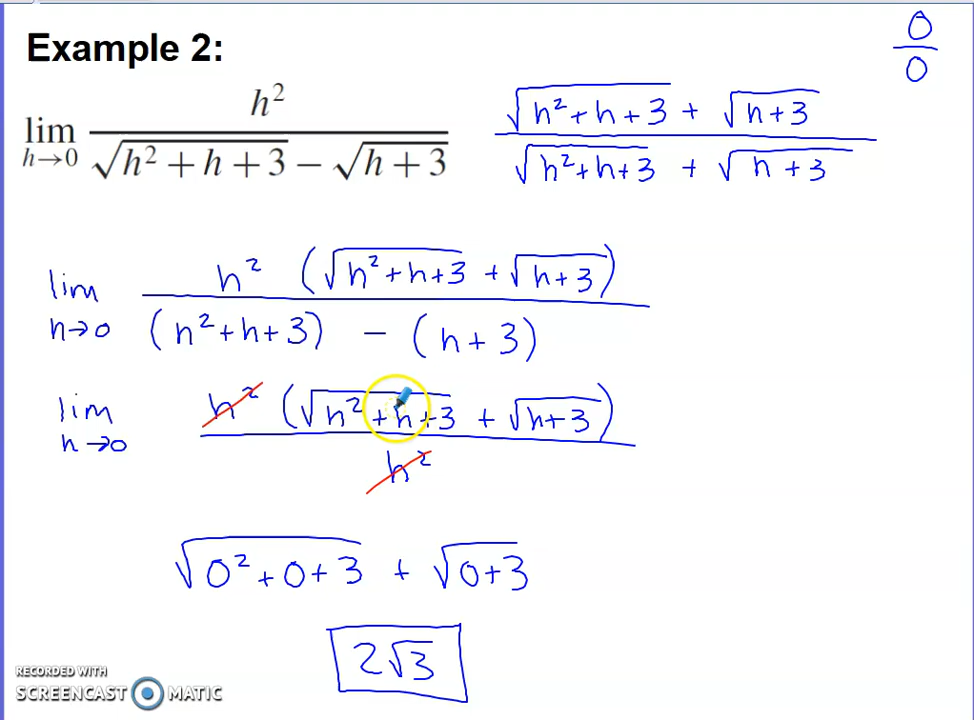 Example 2:
0/0
lim h→0 h²/(√(h² + h + 3) − √(h + 3)) (√(h²+h+3) + √(h+3))/(√(h²+h+3) + √(h+3))
lim h→0 h² (√(h²+h+3) + √(h+3))/((h²+h+3) − (h+3))
lim h→0 h² (√(h²+h+3) + √(h+3))/h²
√(0²+0+3) + √(0+3)
2√3
RECORDED WITH
SCREENCAST MATIC